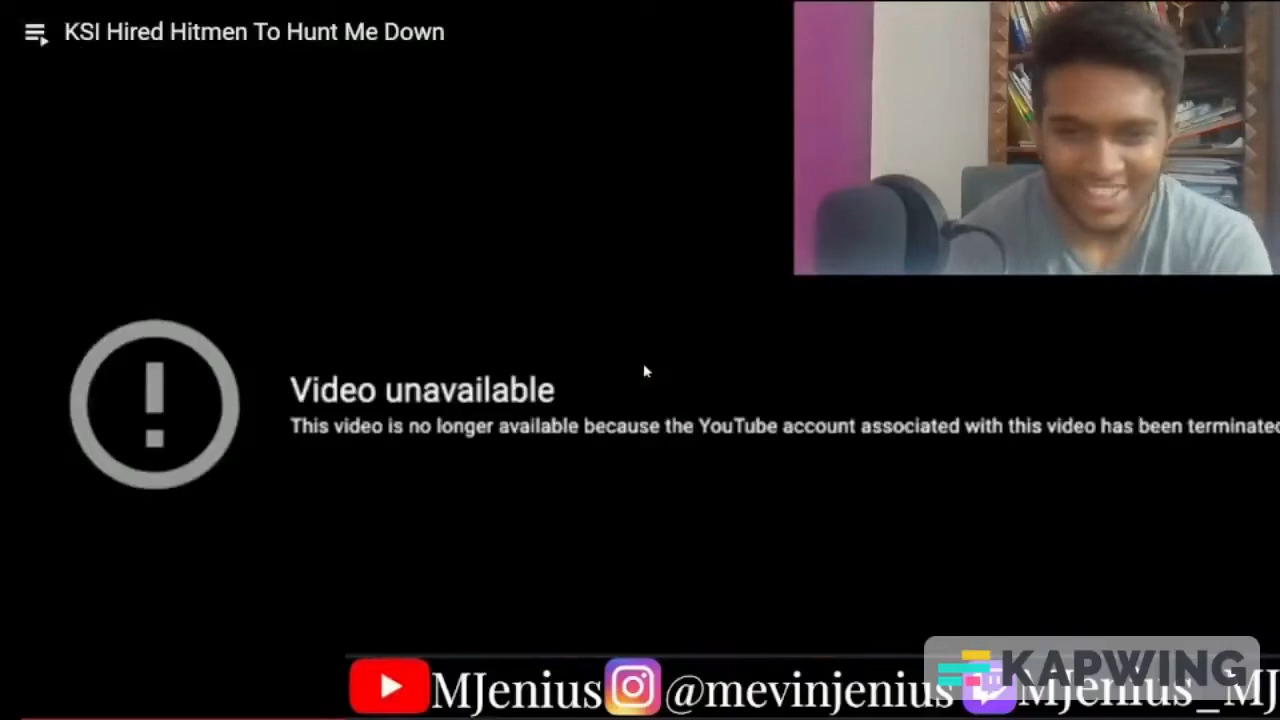 KSI Hired Hitmen To Hunt Me Down
Video unavailable
This video is no longer available because the YouTube account associated with this video has been terminated
MJenius @mevinjenius MJenius_MJ
KAPWING